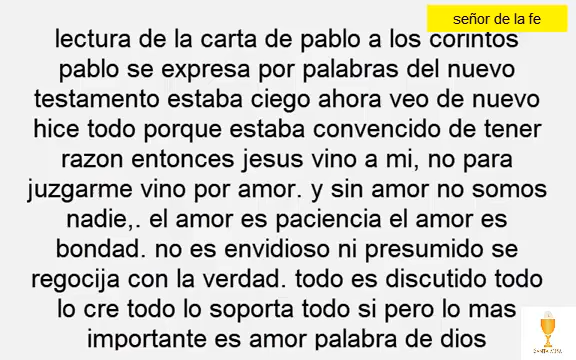 señor de la fe
lectura de la carta de pablo a los corintos
pablo se expresa por palabras del nuevo
testamento estaba ciego ahora veo de nuevo
hice todo porque estaba convencido de tener
razon entonces jesus vino a mi, no para
juzgarme vino por amor. y sin amor no somos
nadie,. el amor es paciencia el amor es
bondad. no es envidioso ni presumido se
regocija con la verdad. todo es discutido todo
lo cre todo lo soporta todo si pero lo mas
importante es amor palabra de dios